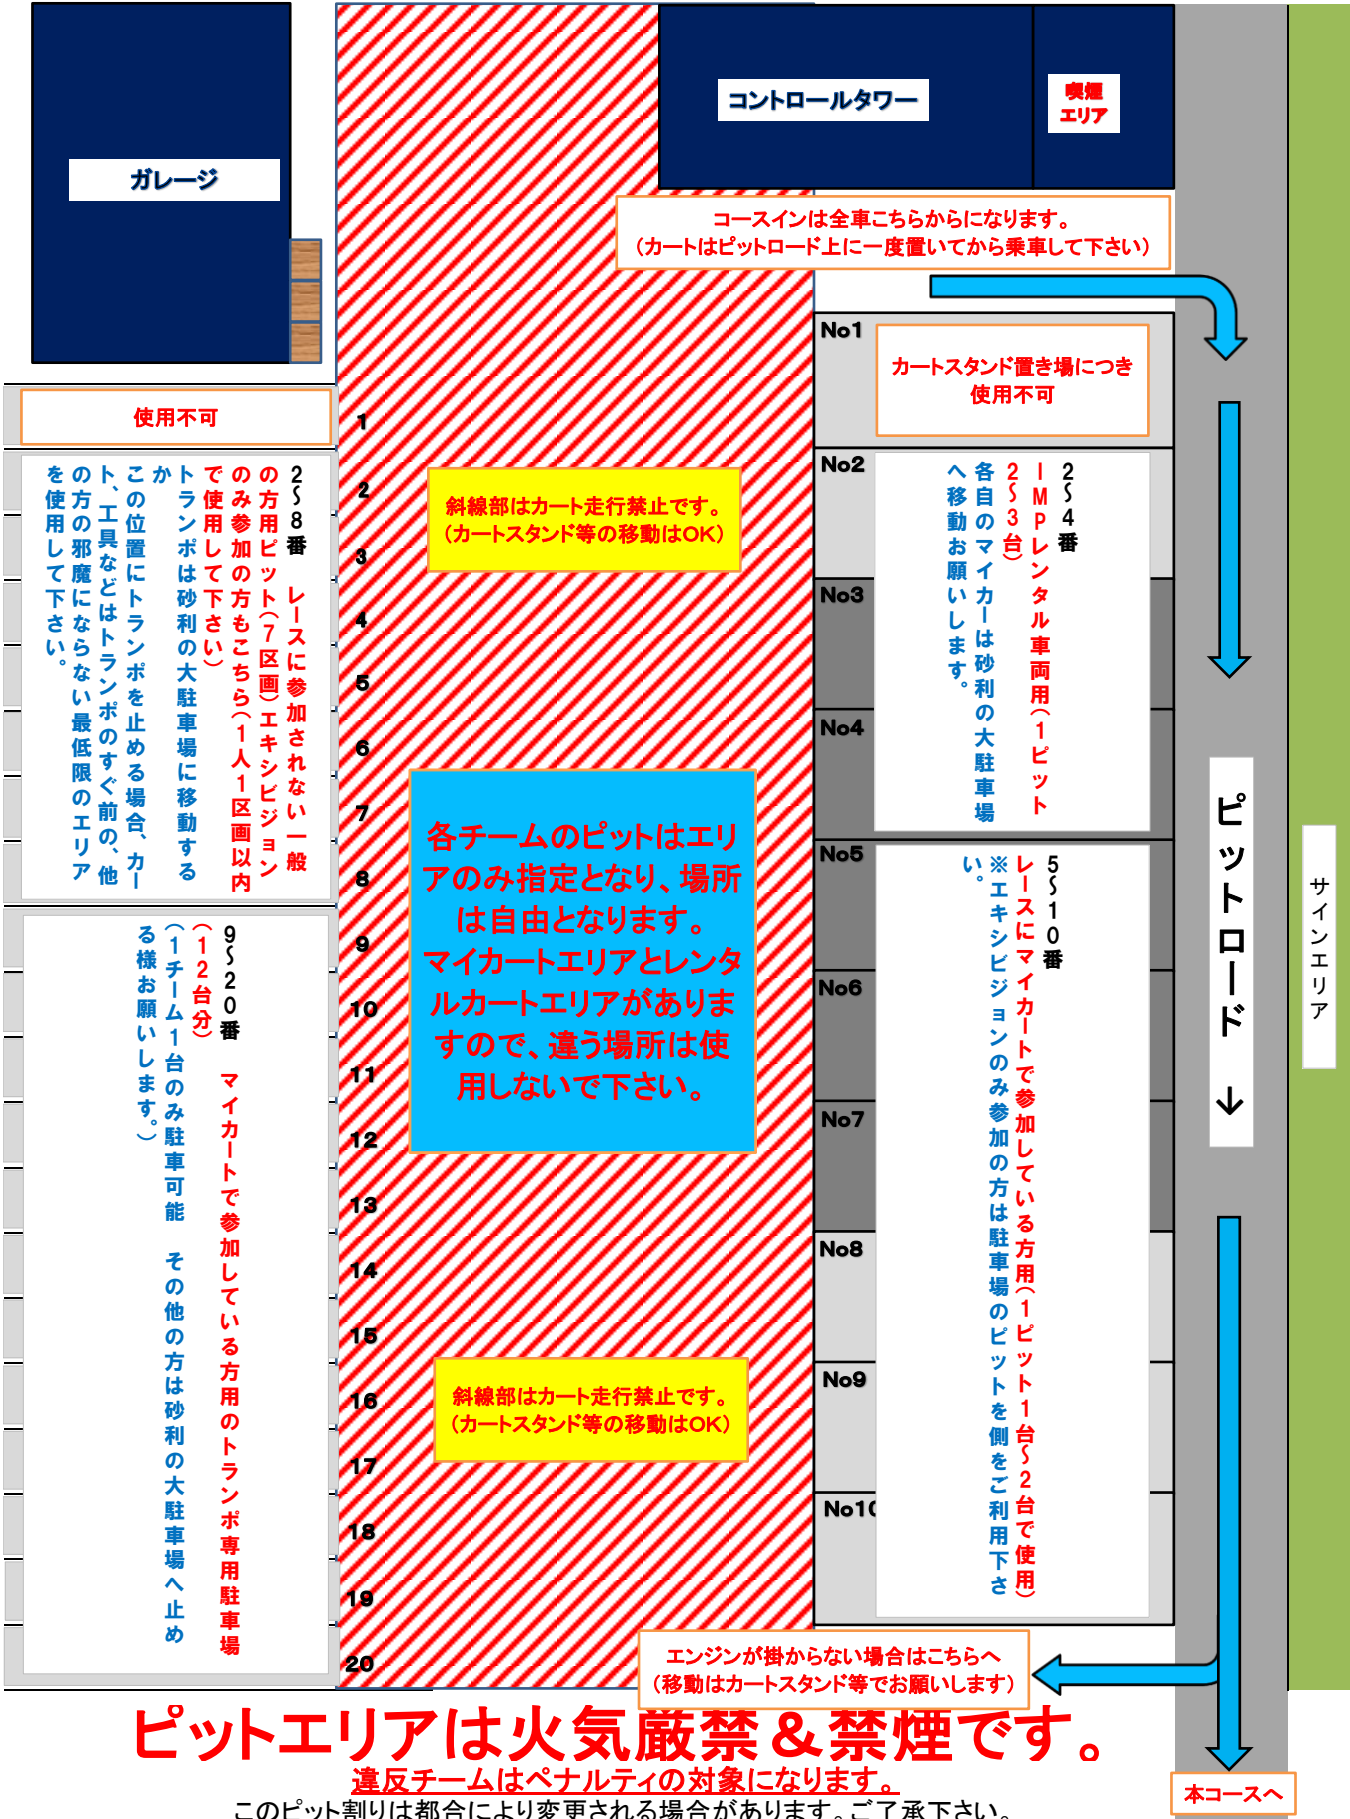 コントロールタワー
喫煙
エリア
ガレージ
コースインは全車こちらからになります。
（カートはピットロード上に一度置いてから乗車して下さい）
No1
カートスタンド置き場につき
使用不可
使用不可
1
2
3
4
5
6
7
8
9
10
11
12
13
14
15
16
17
18
19
20
2～8番　レースに参加されない一般
の方用ピット（7区画）エキシビジョン
のみ参加の方もこちら（1人1区画以内
で使用して下さい）
トランポは砂利の大駐車場に移動する
か
この位置にトランポを止める場合、カー
ト、工具などはトランポのすぐ前の、他
の方の邪魔にならない最低限のエリア
を使用して下さい。
斜線部はカート走行禁止です。
（カートスタンド等の移動はOK）
No2
No3
No4
2～4番
IMPレンタル車両用（1ピット
2～3台）
各自のマイカーは砂利の大駐車場
へ移動お願いします。
各チームのピットはエリ
アのみ指定となり、場所
は自由となります。
マイカートエリアとレンタ
ルカートエリアがありま
すので、違う場所は使
用しないで下さい。
No5
No6
No7
No8
No9
No10
5～10番
レースにマイカートで参加している方用（1ピット1台～2台で使用）
※エキシビジョンのみ参加の方は駐車場のピットを側をご利用下さ
い。
ピットロード　↓
サインエリア
9～20番　マイカートで参加している方用のトランポ専用駐車場
（12台分）
（1チーム1台のみ駐車可能　その他の方は砂利の大駐車場へ止め
る様お願いします。）
斜線部はカート走行禁止です。
（カートスタンド等の移動はOK）
エンジンが掛からない場合はこちらへ
（移動はカートスタンド等でお願いします）
ピットエリアは火気厳禁＆禁煙です。
違反チームはペナルティの対象になります。
本コースへ
このピット割りは都合により変更される場合があります。ご了承下さい。